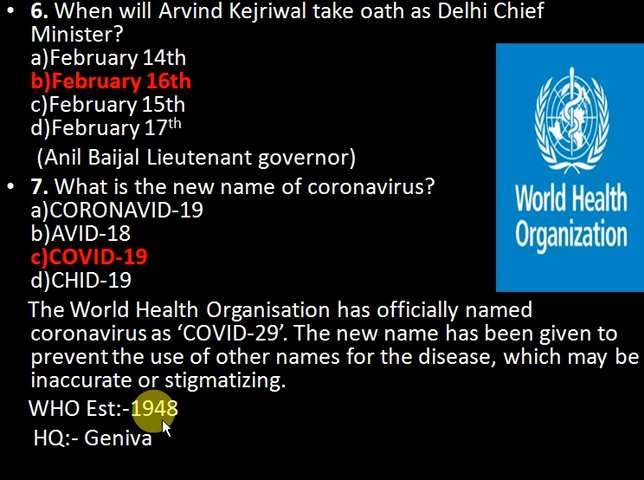 • 6. When will Arvind Kejriwal take oath as Delhi Chief
Minister?
a)February 14th
b)February 16th
c)February 15th
d)February 17th
(Anil Baijal Lieutenant governor)
• 7. What is the new name of coronavirus?
a)CORONAVID-19
b)AVID-18
c)COVID-19
d)CHID-19
The World Health Organisation has officially named
coronavirus as ‘COVID-29’. The new name has been given to
prevent the use of other names for the disease, which may be
inaccurate or stigmatizing.
WHO Est:-1948
HQ:- Geniva
World Health
Organization